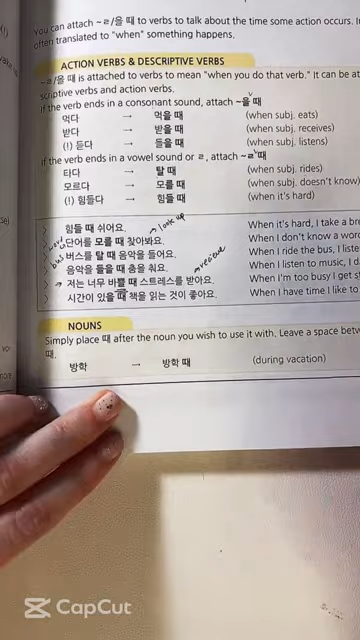 you can attach ~ㄹ/을 때 to verbs to talk about the time some action occurs. I
often translated to "when" something happens.
ACTION VERBS & DESCRIPTIVE VERBS
~ㄹ/을 때 is attached to verbs to mean "when you do that verb." It can be at
scriptive verbs and action verbs.
If the verb ends in a consonant sound, attach ~을 때
먹다 → 먹을 때 (when subj. eats)
받다 → 받을 때 (when subj. receives)
(!) 듣다 → 들을 때 (when subj. listens)
If the verb ends in a vowel sound or ㄹ, attach ~ㄹ 때
타다 → 탈 때 (when subj. rides)
모르다 → 모를 때 (when subj. doesn't know)
(!) 힘들다 → 힘들 때 (when it's hard)
look up
힘들 때 쉬어요. When it's hard, I take a bre
word
단어를 모를 때 찾아봐요. When I don't know a word
bus
버스를 탈 때 음악을 들어요. When I ride the bus, I liste
receive
음악을 들을 때 춤을 춰요. When I listen to music, I da
저는 너무 바쁠 때 스트레스를 받아요. When I'm too busy I get s
시간이 있을 때 책을 읽는 것이 좋아요. When I have time I like to
NOUNS
Simply place 때 after the noun you wish to use it with. Leave a space betw
때.
방학 → 방학 때 (during vacation)
CapCut